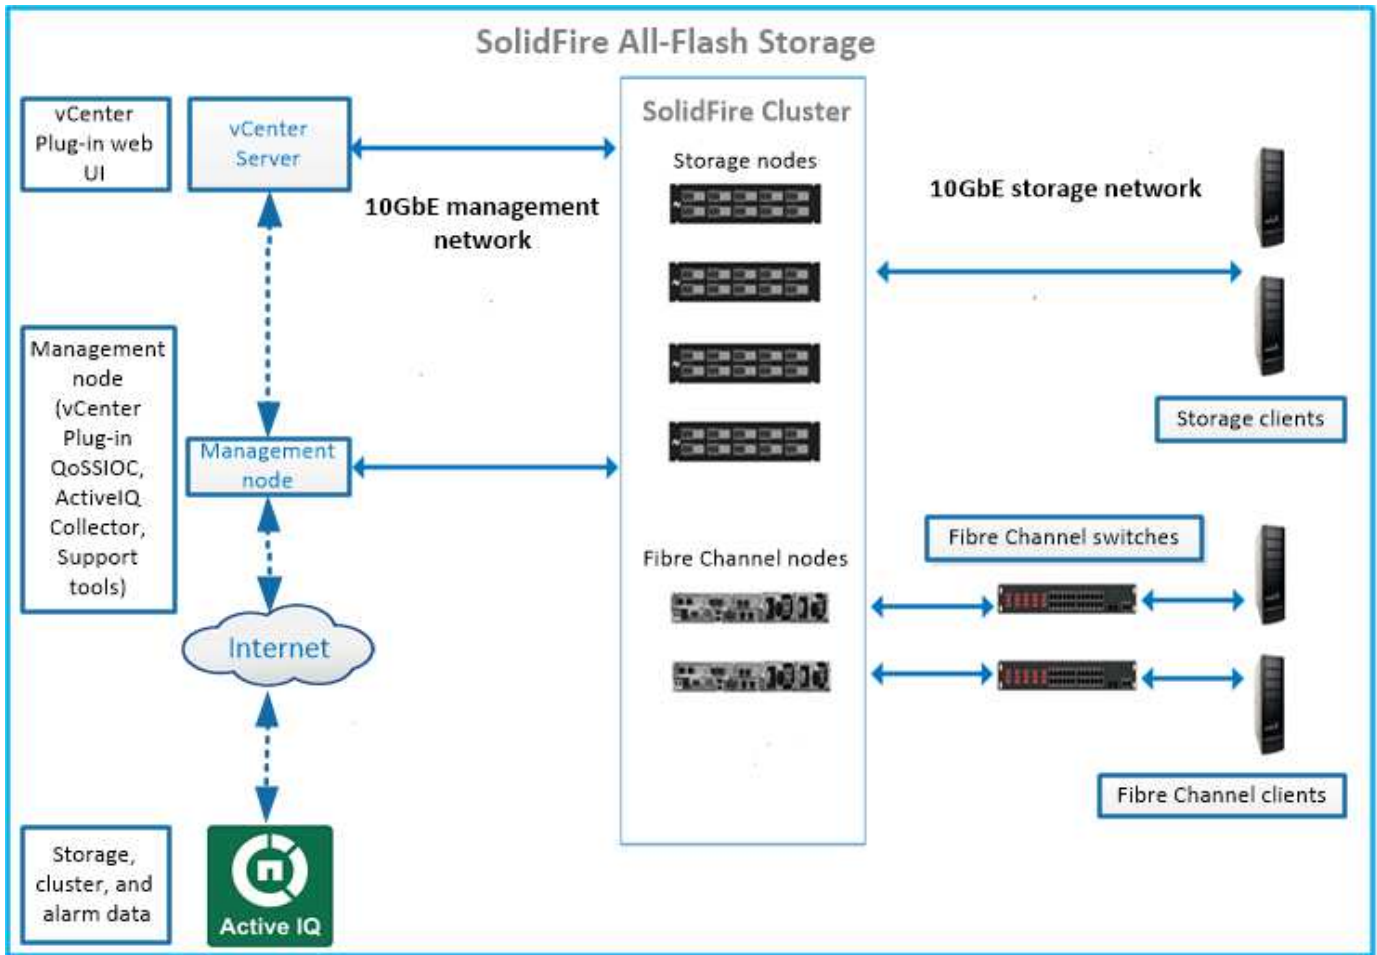 SolidFire All-Flash Storage
vCenter
Plug-in web
UI
vCenter
Server
10GbE management
network
SolidFire Cluster
Storage nodes
10GbE storage network
Storage clients
Management
node
(vCenter
Plug-in
QoSSIOC,
ActiveIQ
Collector,
Support
tools)
Management
node
Fibre Channel nodes
Fibre Channel switches
Fibre Channel clients
Internet
Storage,
cluster, and
alarm data
Active IQ